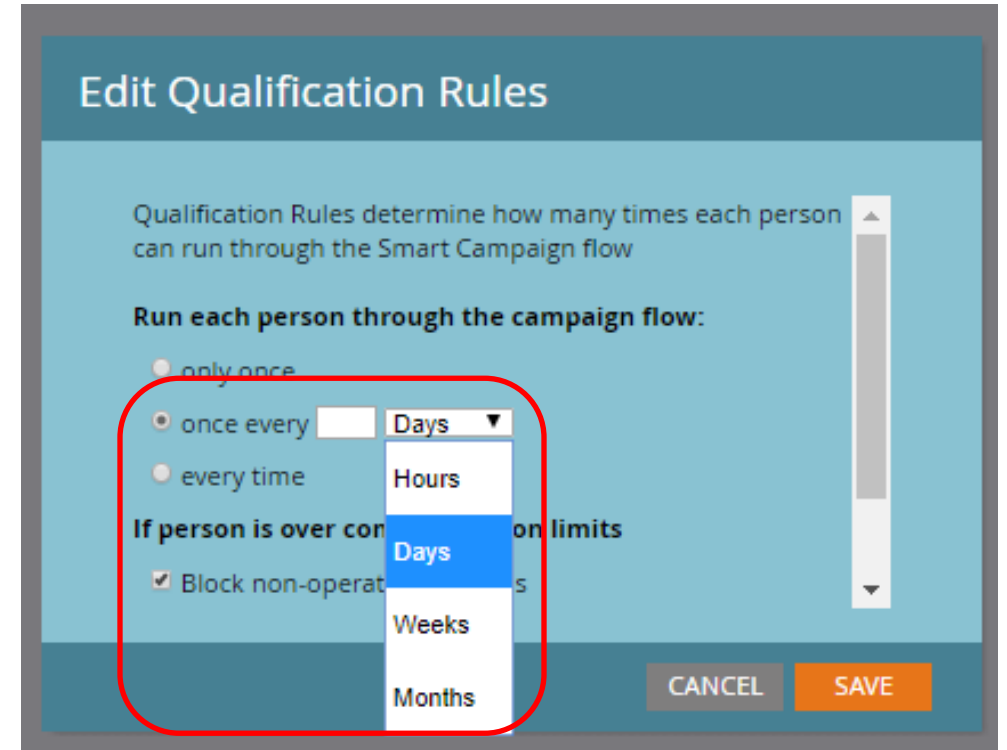 Edit Qualification Rules
Qualification Rules determine how many times each person
can run through the Smart Campaign flow
Run each person through the campaign flow:
only once
once every Days
every time
Hours
If person is over con on limits
Days
Block non-operat s
Weeks
Months
CANCEL SAVE